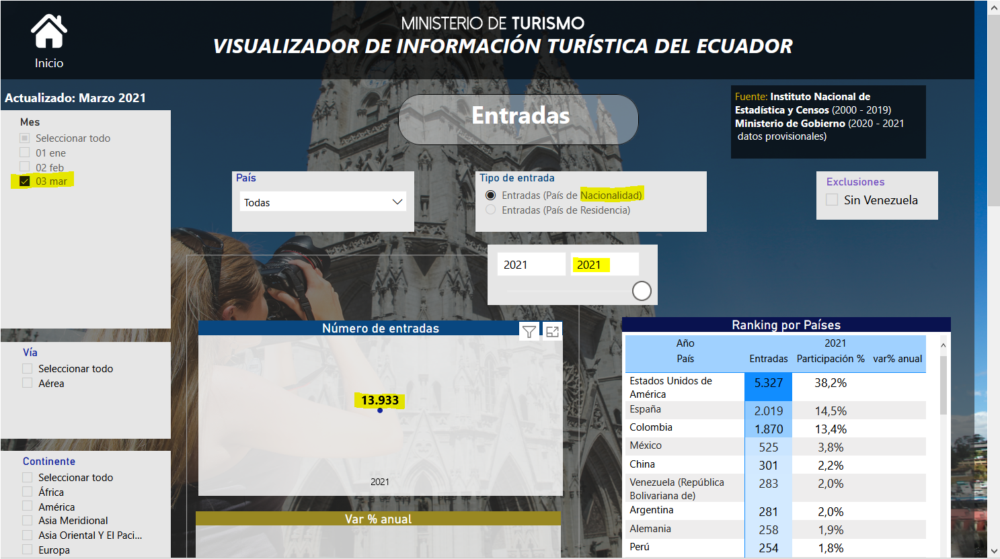 MINISTERIO DE TURISMO
VISUALIZADOR DE INFORMACIÓN TURÍSTICA DEL ECUADOR
Inicio
Actualizado: Marzo 2021
Entradas
Fuente: Instituto Nacional de
Estadística y Censos (2000 - 2019)
Ministerio de Gobierno (2020 - 2021
datos provisionales)
Mes
Seleccionar todo
01 ene
02 feb
03 mar
País
Todas
Tipo de entrada
Entradas (País de Nacionalidad)
Entradas (País de Residencia)
Exclusiones
Sin Venezuela
2021 2021
Vía
Seleccionar todo
Aérea
Continente
Seleccionar todo
África
América
Asia Meridional
Asia Oriental Y El Paci...
Europa
Número de entradas
13.933
2021
Var % anual
Ranking por Países
Año 2021
País Entradas Participación % var% anual
Estados Unidos de
América 5.327 38,2%
España 2.019 14,5%
Colombia 1.870 13,4%
México 525 3,8%
China 301 2,2%
Venezuela (República
Bolivariana de) 283 2,0%
Argentina 281 2,0%
Alemania 258 1,9%
Perú 254 1,8%